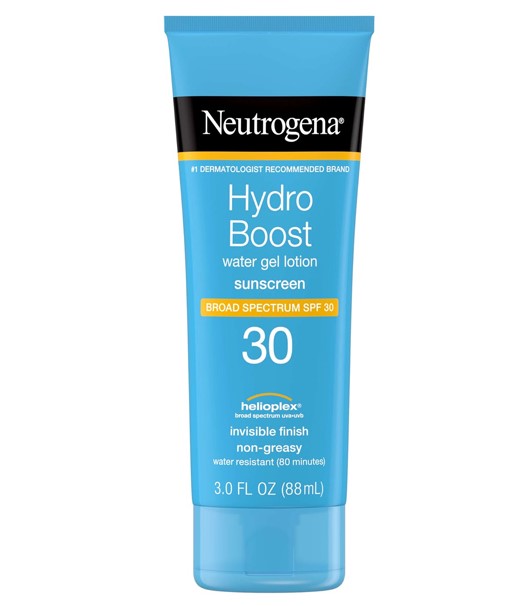 Neutrogena®
#1 DERMATOLOGIST RECOMMENDED BRAND
Hydro
Boost
water gel lotion
sunscreen
BROAD SPECTRUM SPF 30
30
helioplex®
broad spectrum uva•uvb
invisible finish
non-greasy
water resistant (80 minutes)
3.0 FL OZ (88mL)